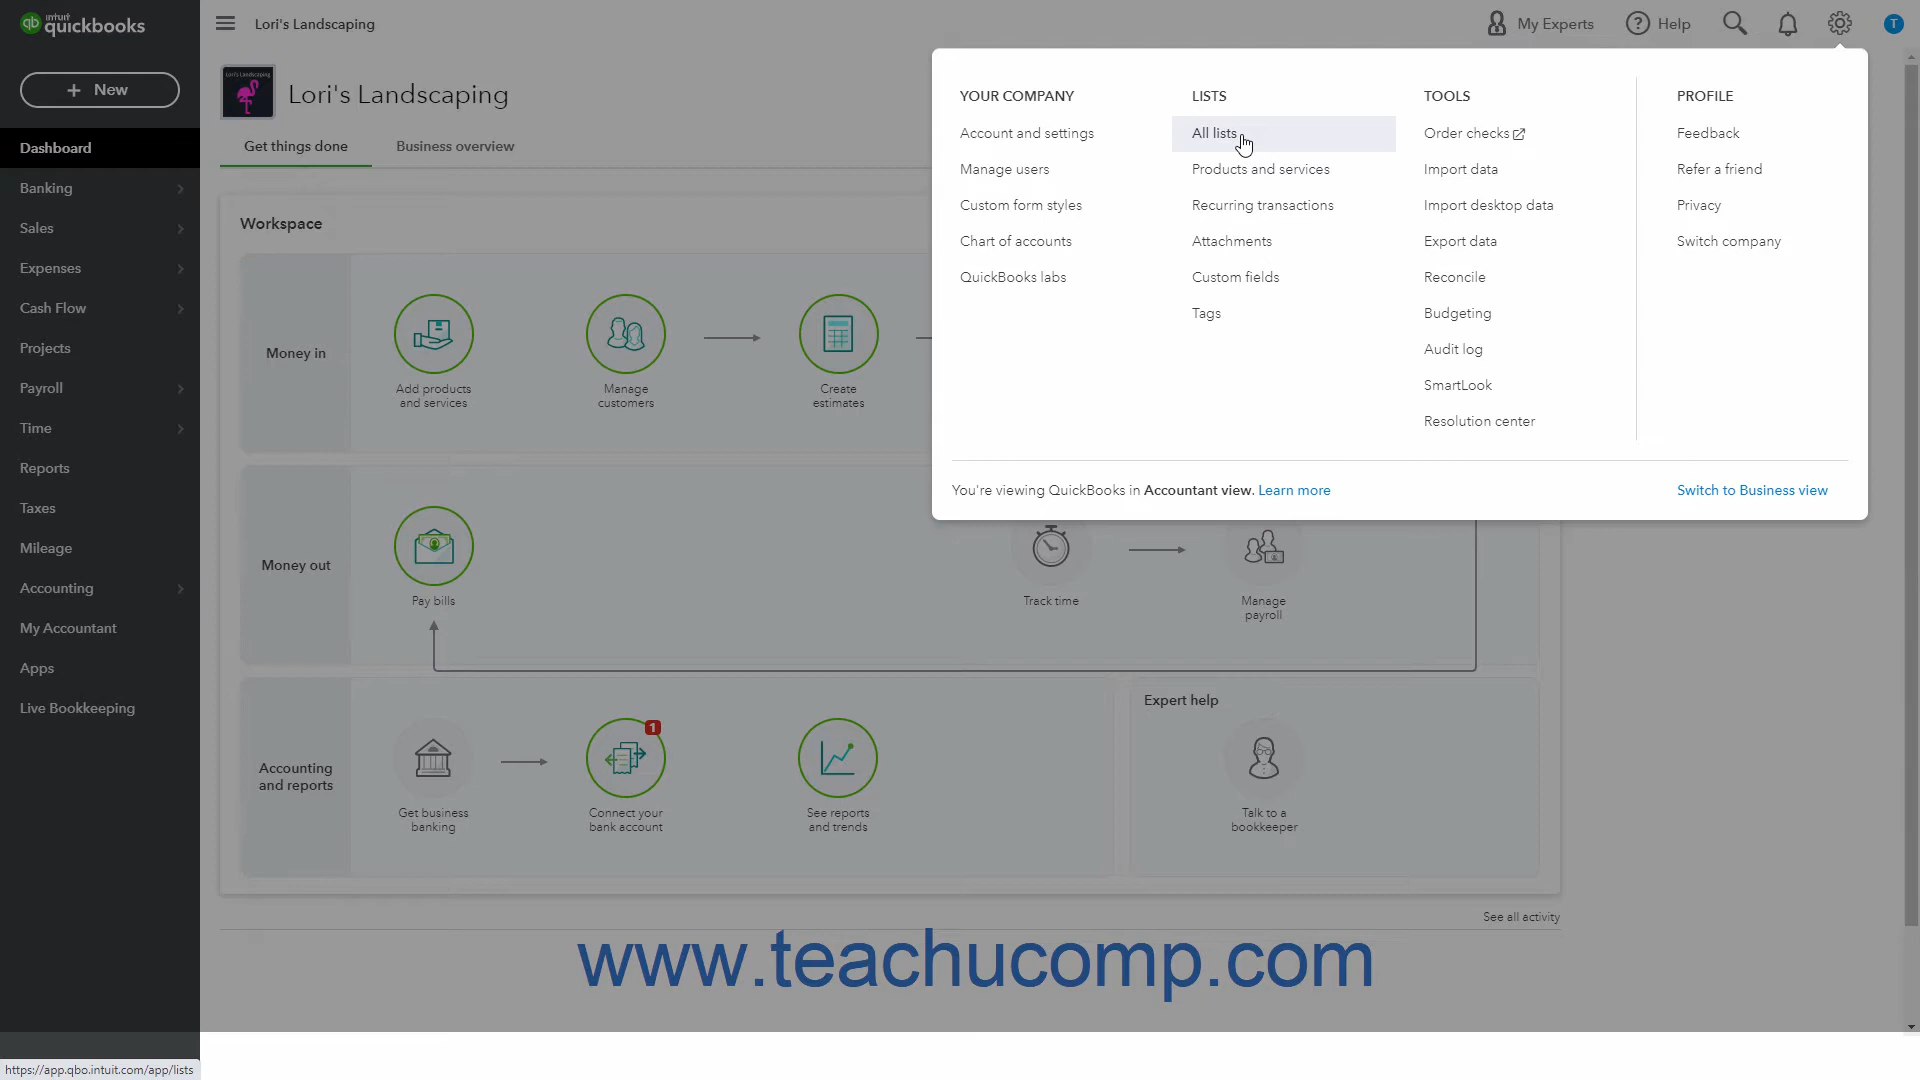 intuit
quickbooks
Lori's Landscaping
My Experts
Help
T
+ New
Dashboard
Banking
Sales
Expenses
Cash Flow
Projects
Payroll
Time
Reports
Taxes
Mileage
Accounting
My Accountant
Apps
Live Bookkeeping
Lori's Landscaping
Lori's Landscaping
Get things done
Business overview
Workspace
Money in
Add products
and services
Manage
customers
Create
estimates
Money out
Pay bills
Track time
Manage
payroll
Accounting
and reports
Get business
banking
1
Connect your
bank account
See reports
and trends
Expert help
Talk to a
bookkeeper
See all activity
YOUR COMPANY
Account and settings
Manage users
Custom form styles
Chart of accounts
QuickBooks labs
LISTS
All lists
Products and services
Recurring transactions
Attachments
Custom fields
Tags
TOOLS
Order checks
Import data
Import desktop data
Export data
Reconcile
Budgeting
Audit log
SmartLook
Resolution center
PROFILE
Feedback
Refer a friend
Privacy
Switch company
You're viewing QuickBooks in Accountant view. Learn more
Switch to Business view
www.teachucomp.com
https://app.qbo.intuit.com/app/lists